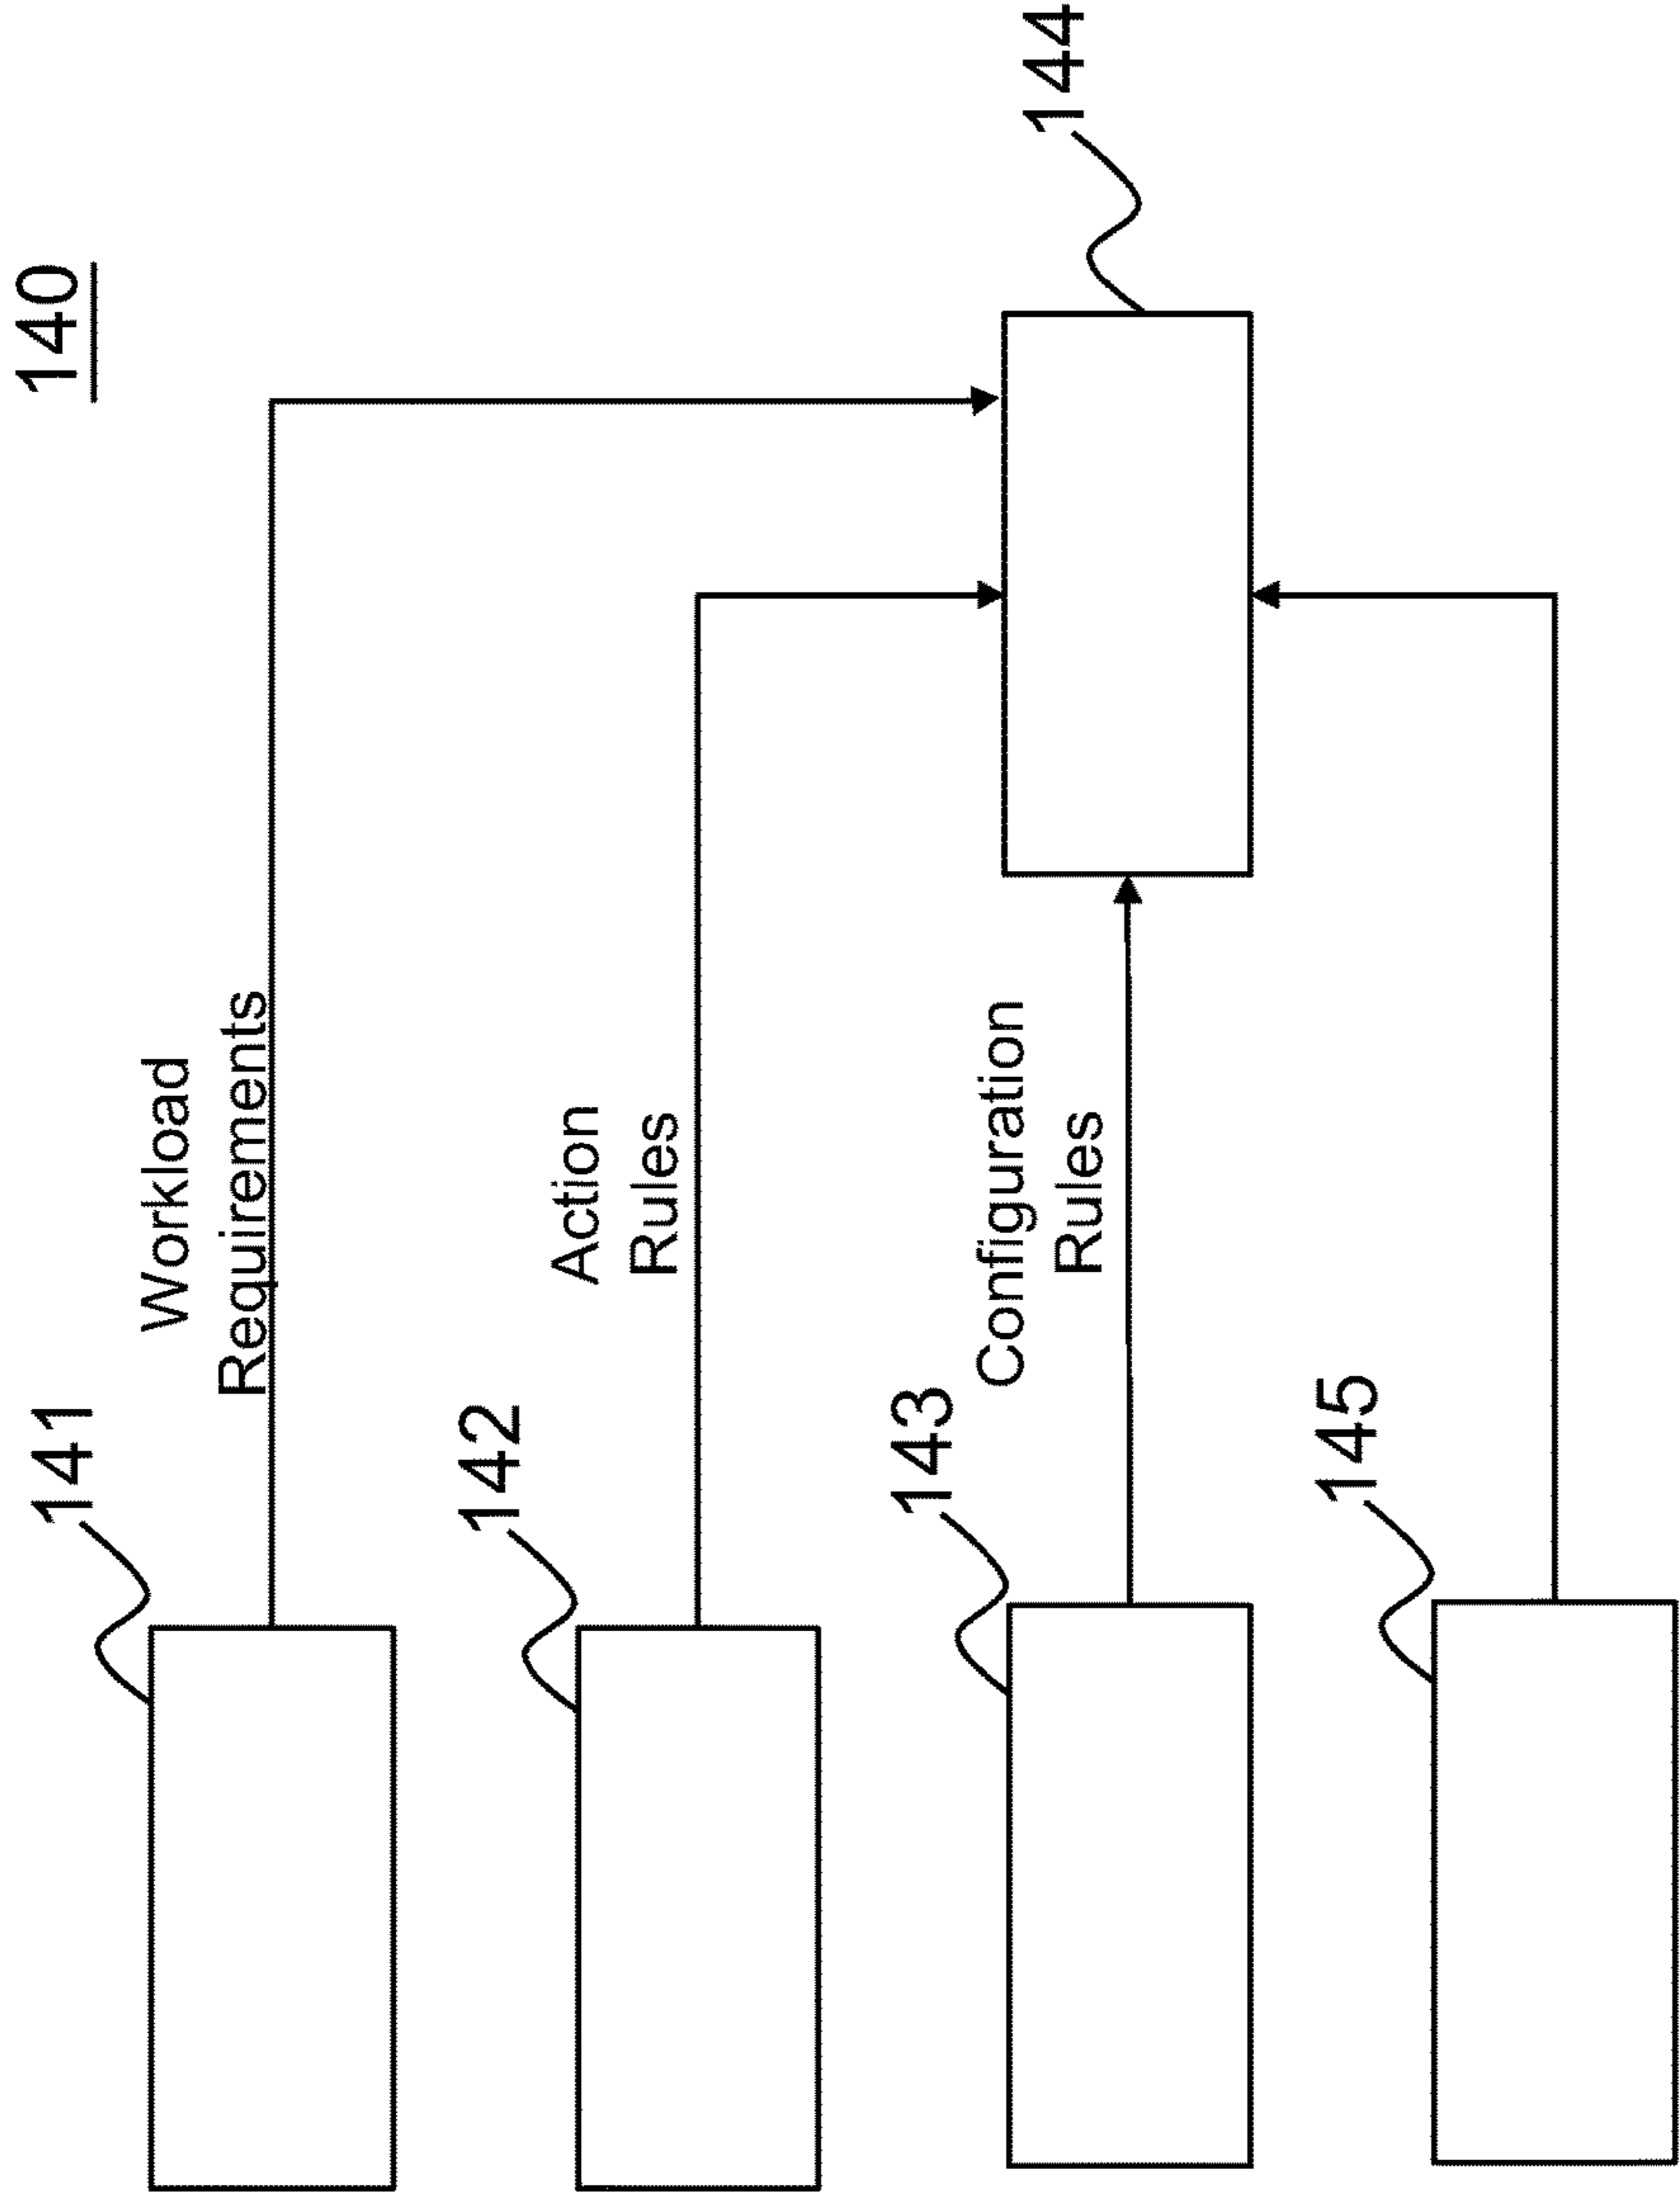 140
141
Workload
Requirements
142
Action
Rules
143
Configuration
Rules
144
145